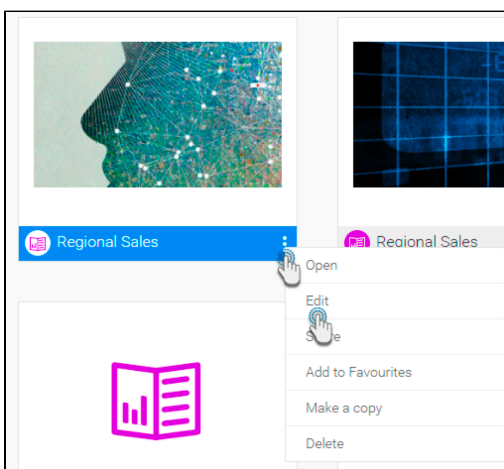 Regional Sales
Regional Sales
Open
Edit
Add to Favourites
Make a copy
Delete